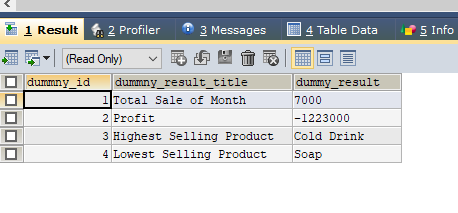 1 Result 2 Profiler 3 Messages 4 Table Data 5 Info
(Read Only)
dummny_id dummny_result_title dummy_result
1 Total Sale of Month 7000
2 Profit -1223000
3 Highest Selling Product Cold Drink
4 Lowest Selling Product Soap